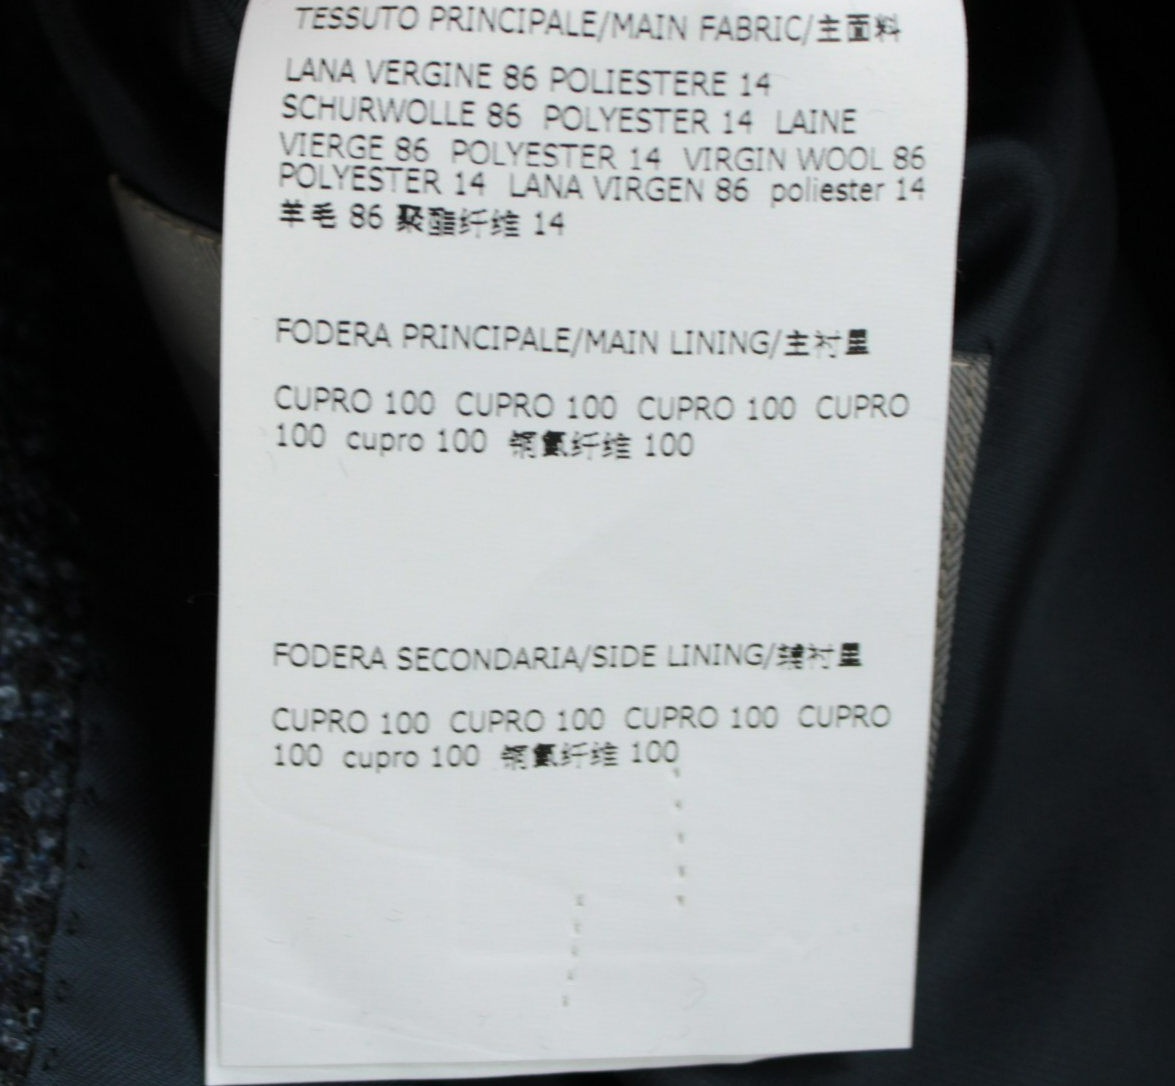 TESSUTO PRINCIPALE/MAIN FABRIC/主面料
LANA VERGINE 86 POLIESTERE 14
SCHURWOLLE 86 POLYESTER 14 LAINE
VIERGE 86 POLYESTER 14 VIRGIN WOOL 86
POLYESTER 14 LANA VIRGEN 86 poliester 14
羊毛 86 聚酯纤维 14
FODERA PRINCIPALE/MAIN LINING/主衬里
CUPRO 100 CUPRO 100 CUPRO 100 CUPRO
100 cupro 100 铜氨纤维 100
FODERA SECONDARIA/SIDE LINING/辅衬里
CUPRO 100 CUPRO 100 CUPRO 100 CUPRO
100 cupro 100 铜氨纤维 100